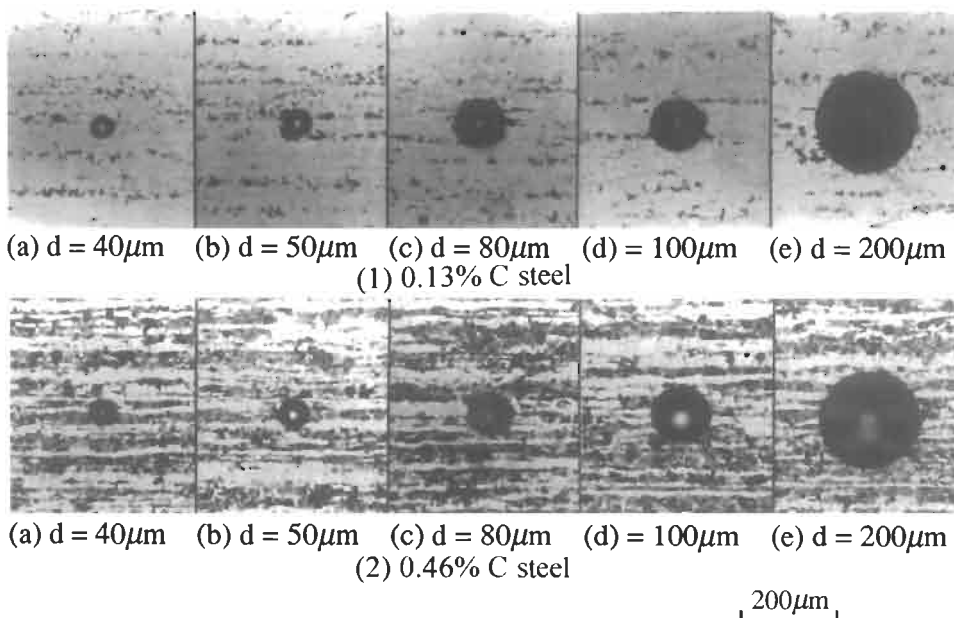 (a) d = 40μm (b) d = 50μm (c) d = 80μm (d) d = 100μm (e) d = 200μm
(1) 0.13% C steel
(a) d = 40μm (b) d = 50μm (c) d = 80μm (d) d = 100μm (e) d = 200μm
(2) 0.46% C steel
200μm